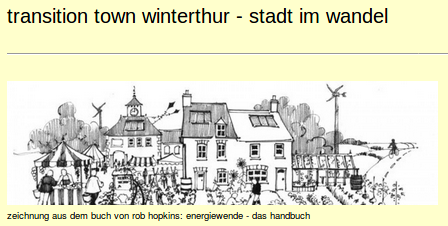 transition town winterthur - stadt im wandel
zeichnung aus dem buch von rob hopkins: energiewende - das handbuch